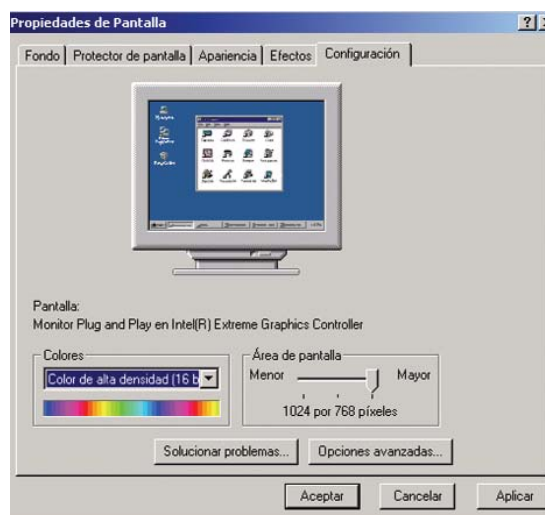 Propiedades de Pantalla
Fondo Protector de pantalla Apariencia Efectos Configuración
Pantalla:
Monitor Plug and Play en Intel(R) Extreme Graphics Controller
Colores
Color de alta densidad (16 b
Área de pantalla
Menor Mayor
1024 por 768 píxeles
Solucionar problemas... Opciones avanzadas...
Aceptar Cancelar Aplicar